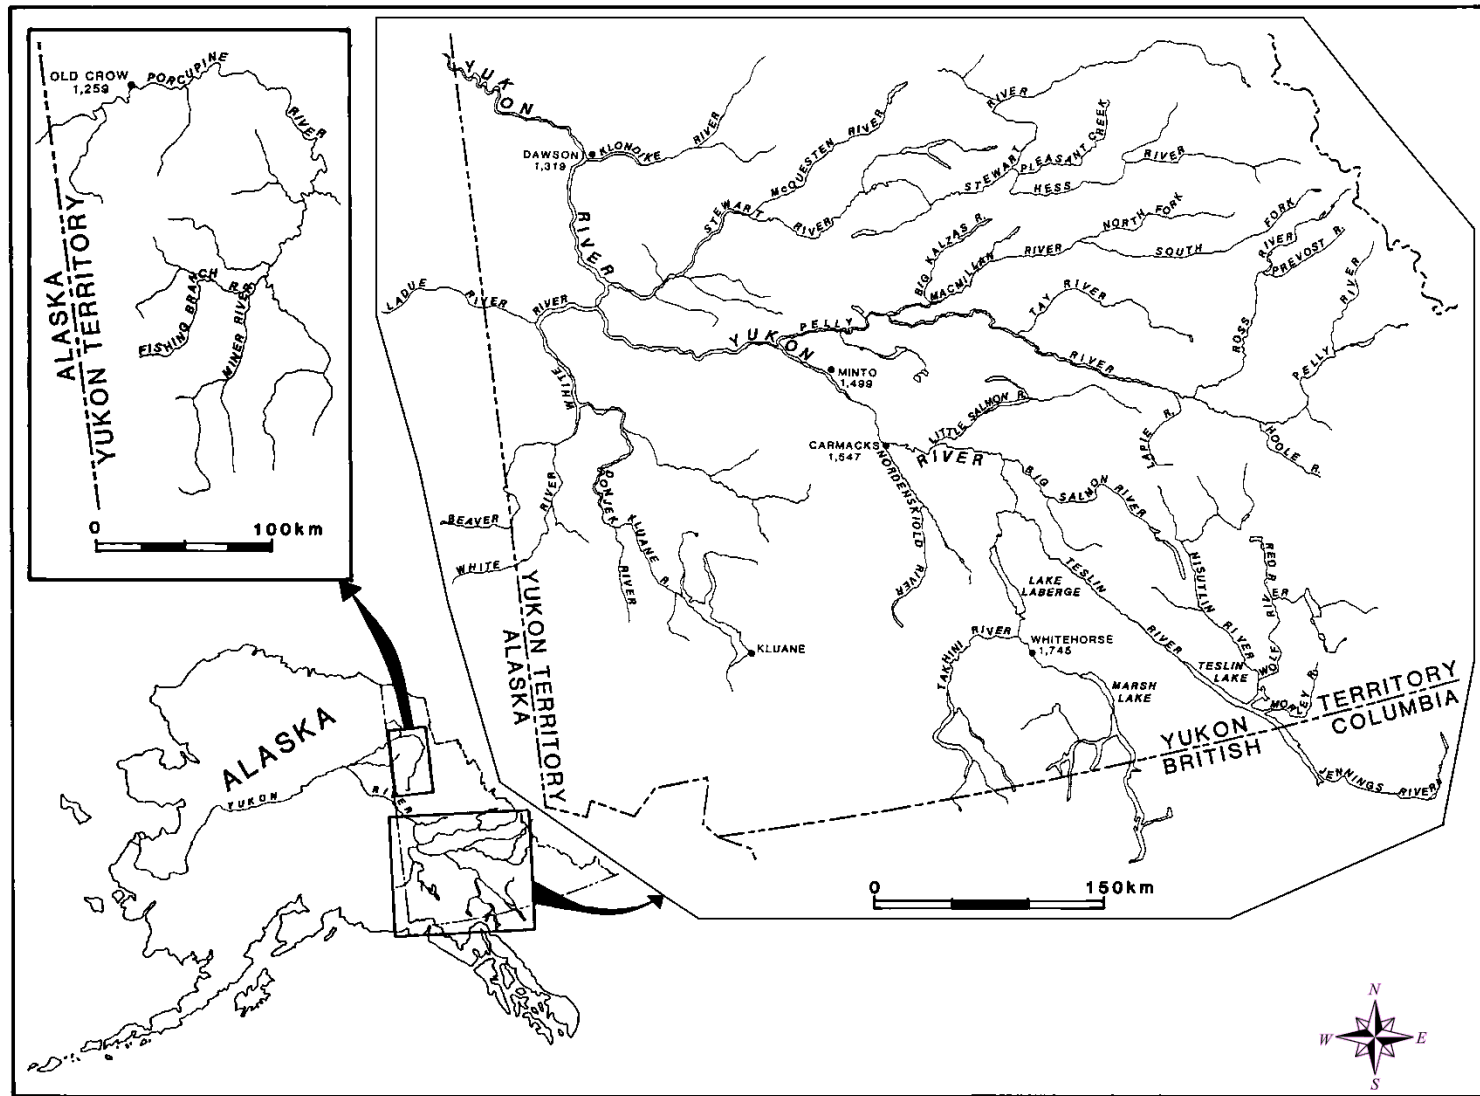 OLD CROW
1,259
PORCUPINE
RIVER
ALASKA
YUKON TERRITORY
FISHING BRANCH R.
MINER RIVER
0 100km
YUKON
DAWSON
1,319
KLONDIKE RIVER
RIVER
STEWART RIVER
McQUESTEN RIVER
STEWART
RIVER
PLEASANT CREEK
HESS RIVER
BIG KALZAS R.
MACMILLAN RIVER
NORTH FORK
SOUTH FORK
ROSS RIVER
PREVOST R.
PELLY RIVER
TAY RIVER
LADUE RIVER
RIVER
WHITE
YUKON
PELLY
RIVER
MINTO
1,499
LITTLE SALMON R.
LAPIE R.
HOOLE R.
CARMACKS
1,547
RIVER
NORDENSKIOLD RIVER
BIG SALMON RIVER
BEAVER
RIVER
WHITE
DONJEK
RIVER
KLUANE R.
KLUANE
LAKE
LABERGE
TESLIN
RIVER
NISUTLIN
RIVER
RED R.
WOLF RIVER
TAKHINI RIVER
WHITEHORSE
1,745
MARSH
LAKE
TESLIN
LAKE
MORLEY R.
YUKON TERRITORY
BRITISH COLUMBIA
JENNINGS RIVER
YUKON TERRITORY
ALASKA
0 150km
ALASKA
YUKON
RIVER
N
W E
S